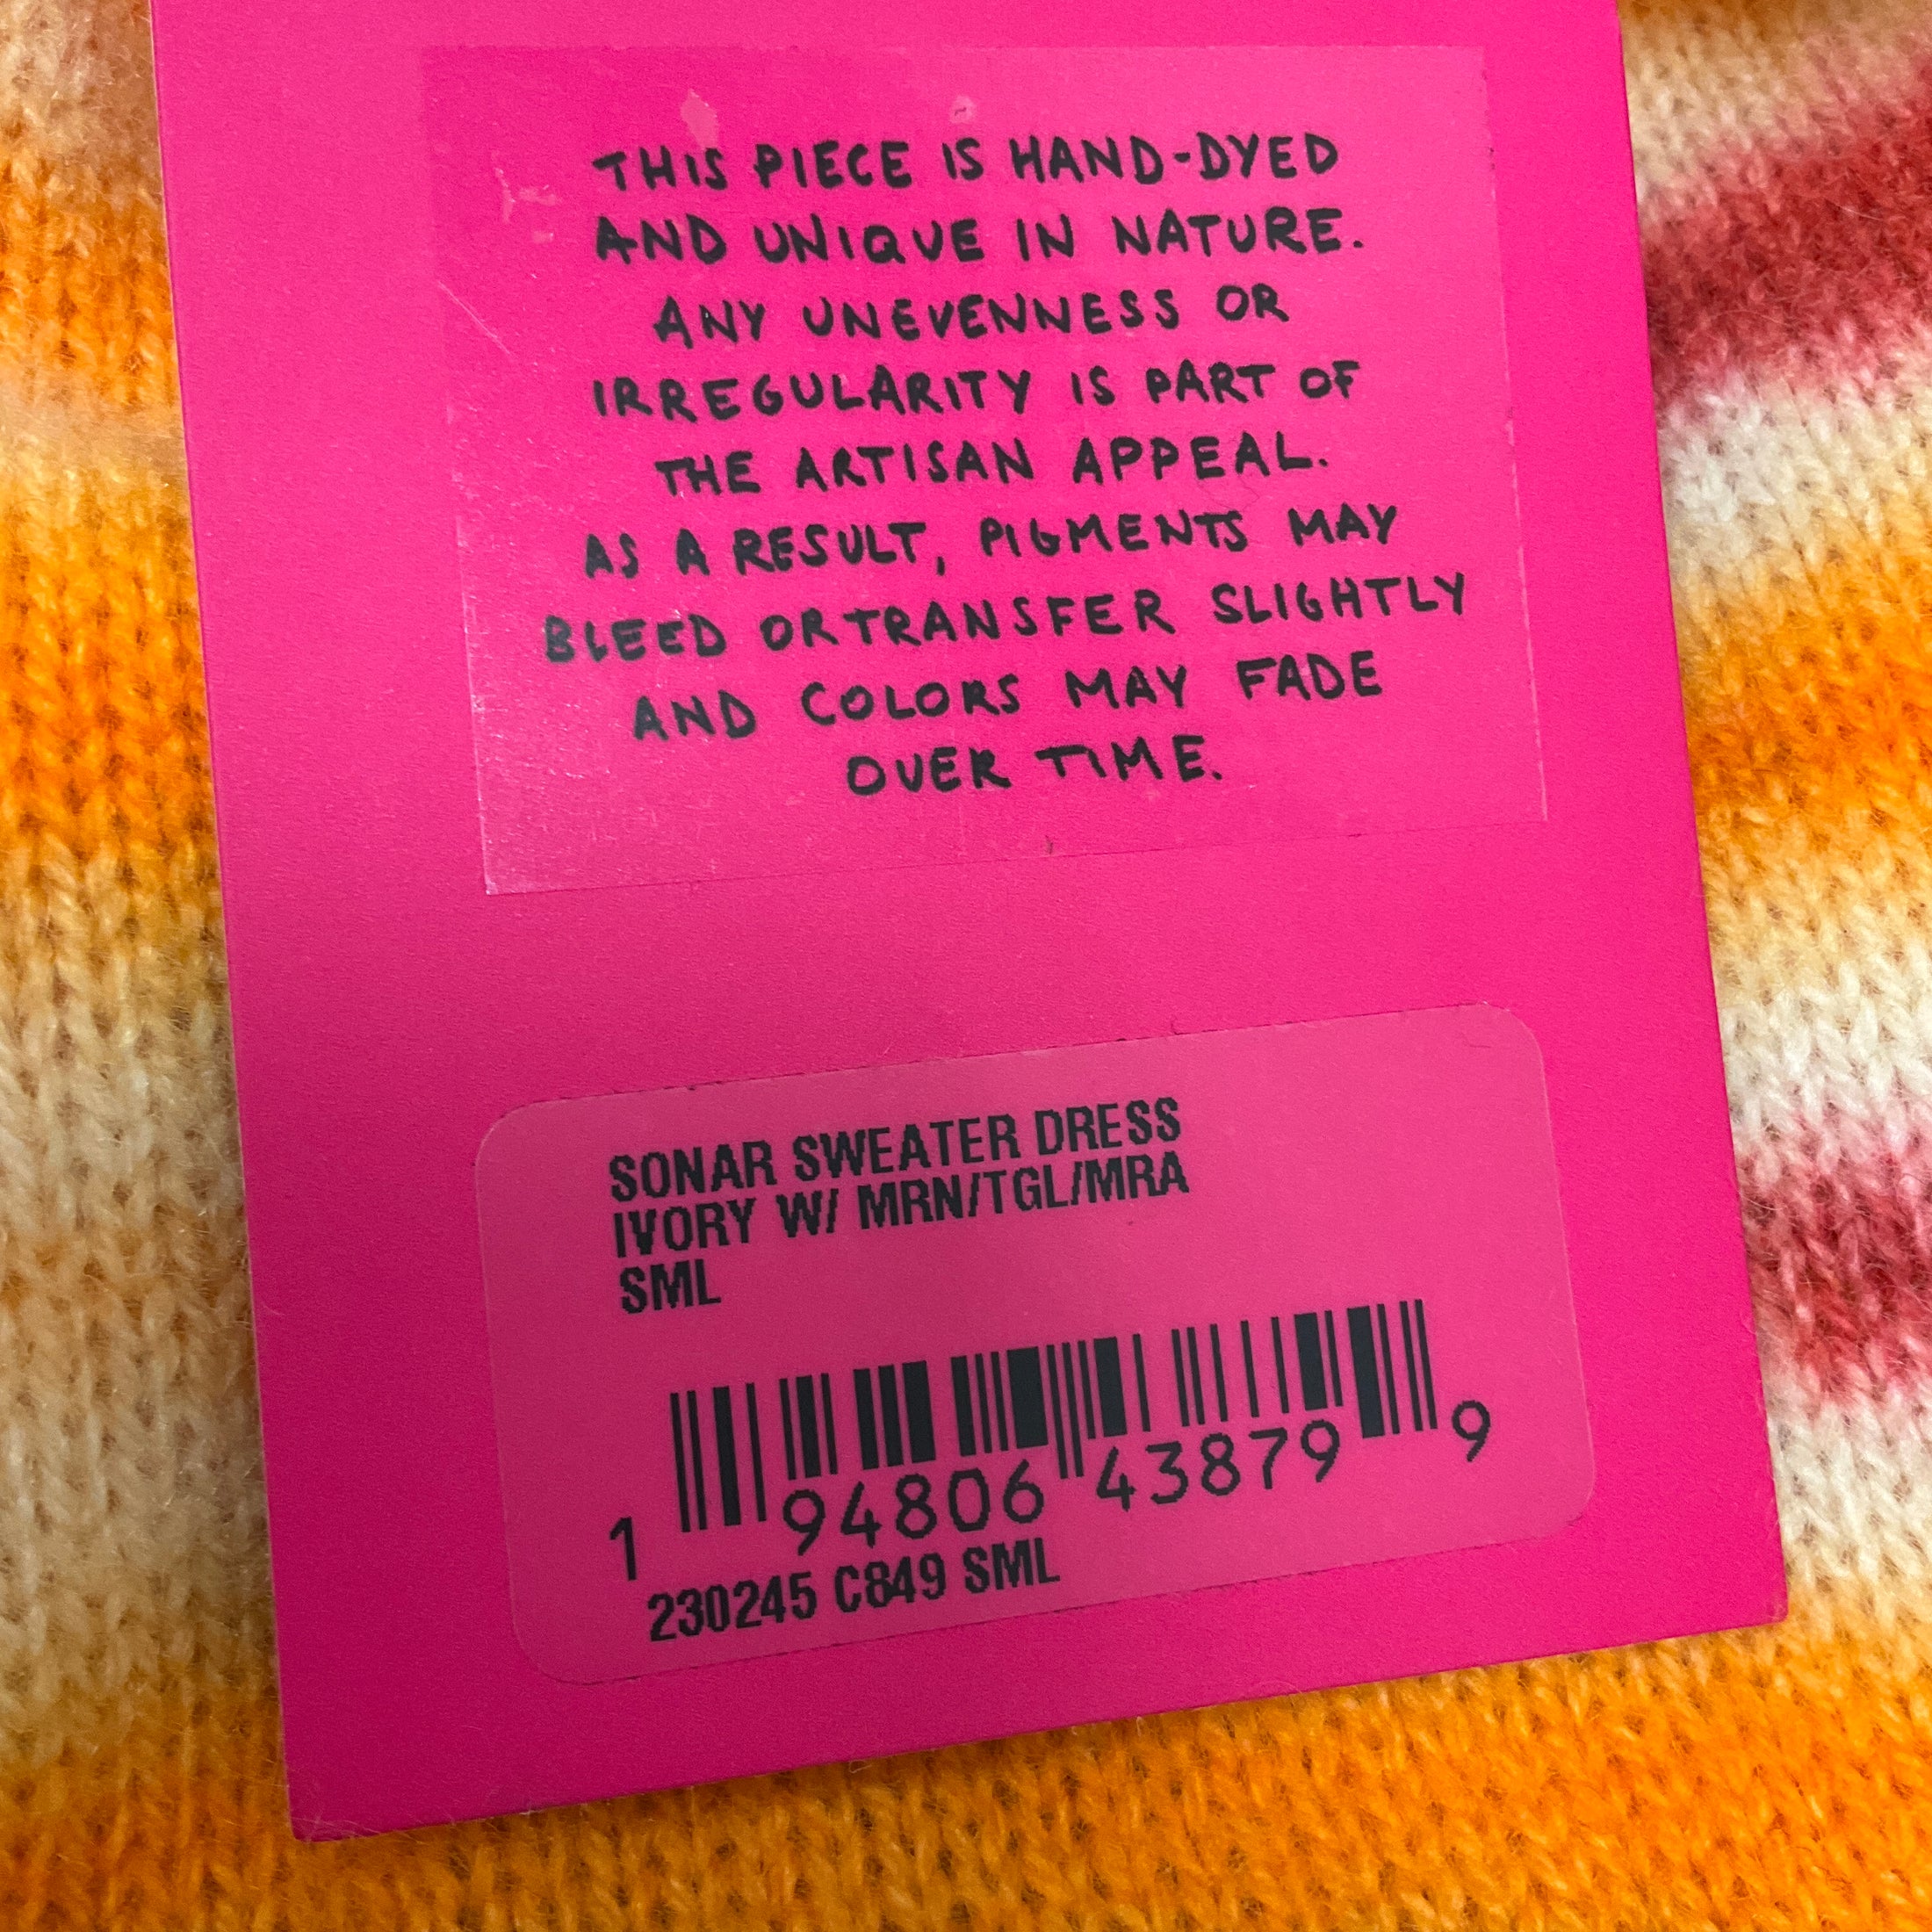 THIS PIECE IS HAND-DYED
AND UNIQUE IN NATURE.
ANY UNEVENNESS OR
IRREGULARITY IS PART OF
THE ARTISAN APPEAL.
AS A RESULT, PIGMENTS MAY
BLEED OR TRANSFER SLIGHTLY
AND COLORS MAY FADE
OVER TIME.
SONAR SWEATER DRESS
IVORY W/ MRN/TGL/MRA
SML
1 94806 43879 9
230245 C849 SML